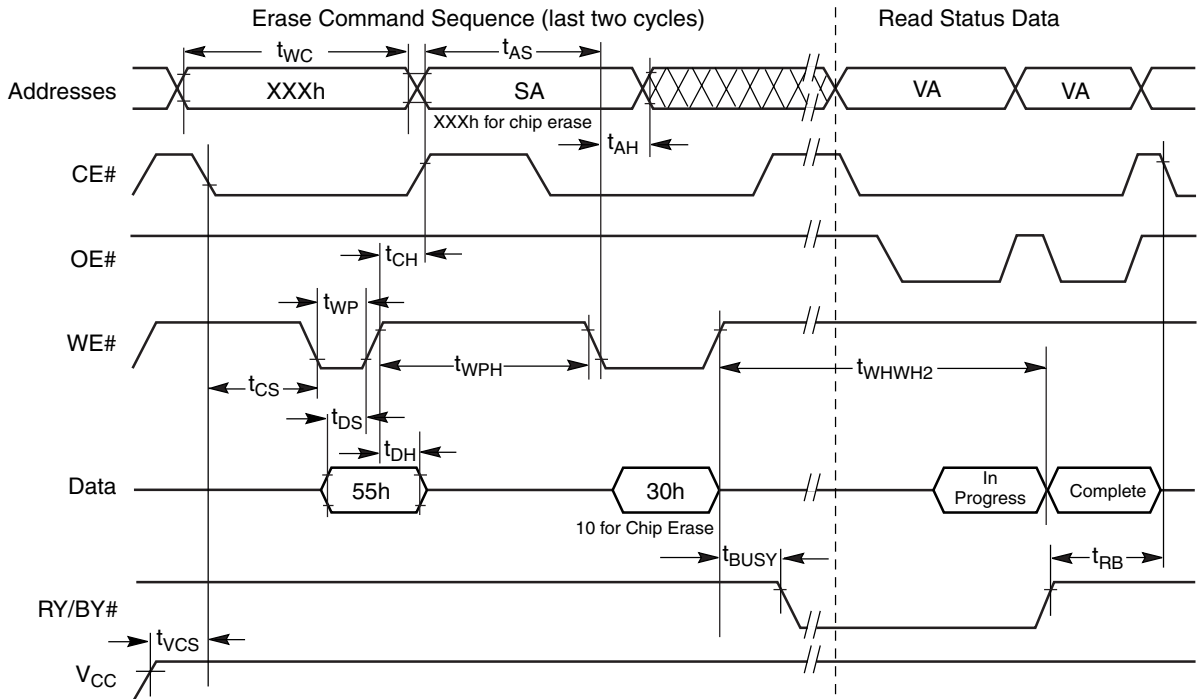 Erase Command Sequence (last two cycles) Read Status Data
tWC tAS
Addresses XXXh SA VA VA
XXXh for chip erase
tAH
CE#
OE#
tCH
tWP
WE#
tWPH tWHWH2
tCS
tDS
tDH
Data 55h 30h In Progress Complete
10 for Chip Erase
tBUSY tRB
RY/BY#
tVCS
VCC